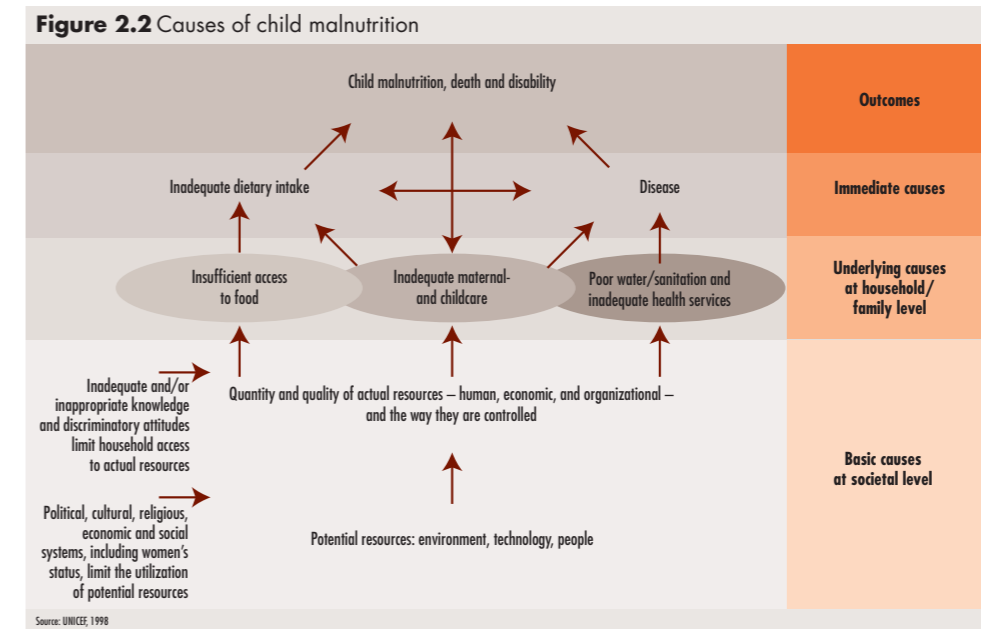 Figure 2.2 Causes of child malnutrition
Child malnutrition, death and disability
Outcomes
Inadequate dietary intake
Disease
Immediate causes
Insufficient access
to food
Inadequate maternal-
and childcare
Poor water/sanitation and
inadequate health services
Underlying causes
at household/
family level
Inadequate and/or
inappropriate knowledge
and discriminatory attitudes
limit household access
to actual resources
Quantity and quality of actual resources – human, economic, and organizational –
and the way they are controlled
Basic causes
at societal level
Political, cultural, religious,
economic and social
systems, including women's
status, limit the utilization
of potential resources
Potential resources: environment, technology, people
Source: UNICEF, 1998